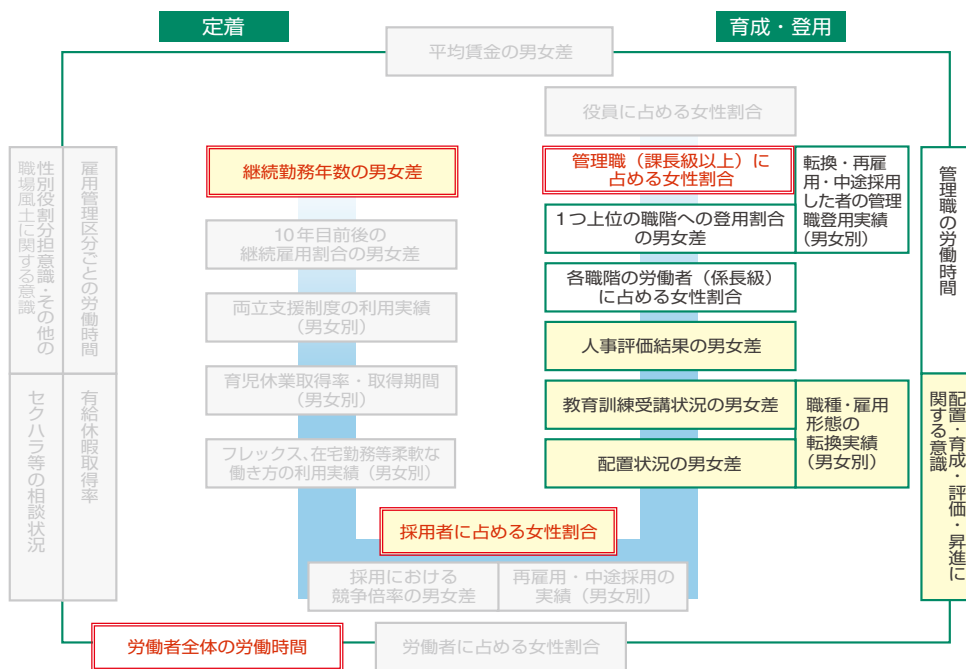 定着
育成・登用
平均賃金の男女差
役員に占める女性割合
性別役割分担意識・その他の
職場風土に関する意識
雇用管理区分ごとの労働時間
セクハラ等の相談状況
有給休暇取得率
継続勤務年数の男女差
10年目前後の
継続雇用割合の男女差
両立支援制度の利用実績
（男女別）
育児休業取得率・取得期間
（男女別）
フレックス、在宅勤務等柔軟な
働き方の利用実績（男女別）
管理職（課長級以上）に
占める女性割合
転換・再雇
用・中途採用
した者の管理
職登用実績
（男女別）
1つ上位の職階への登用割合
の男女差
各職階の労働者（係長級）
に占める女性割合
人事評価結果の男女差
教育訓練受講状況の男女差
職種・雇用
形態の
転換実績
（男女別）
配置状況の男女差
管理職の労働時間
配置・育成・評価・昇進に
関する意識
採用者に占める女性割合
採用における
競争倍率の男女差
再雇用・中途採用の
実績（男女別）
労働者全体の労働時間
労働者に占める女性割合